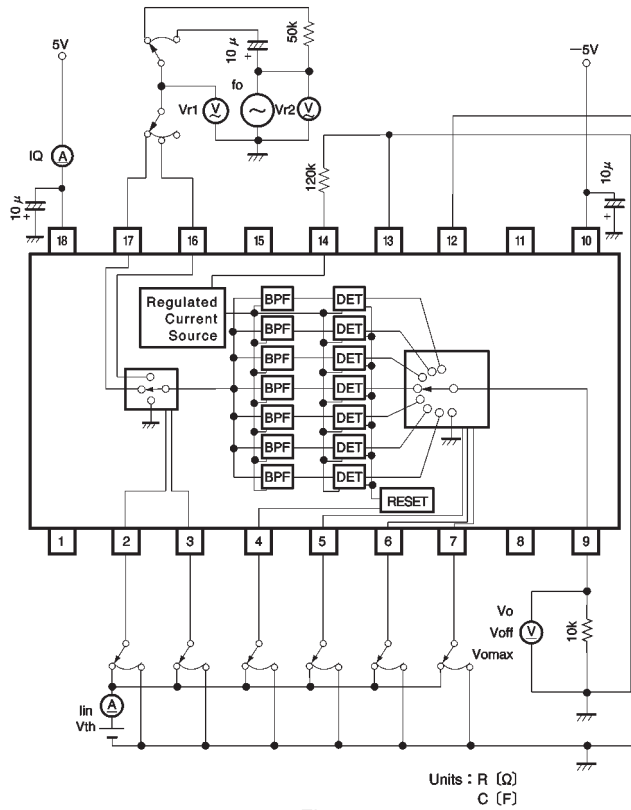 5V
IQ
A
10 μ
+
Vr1
V
~
10 μ
+
fo
~
Vr2
V
~
50k
120k
−5V
10μ
+
18
17
16
15
14
13
12
11
10
Regulated
Current
Source
BPF
DET
BPF
DET
BPF
DET
BPF
DET
BPF
DET
BPF
DET
BPF
DET
RESET
1
2
3
4
5
6
7
8
9
Vo
Voff
Vomax
V
10k
Iin
A
Vth
Units : R [Ω]
C [F]